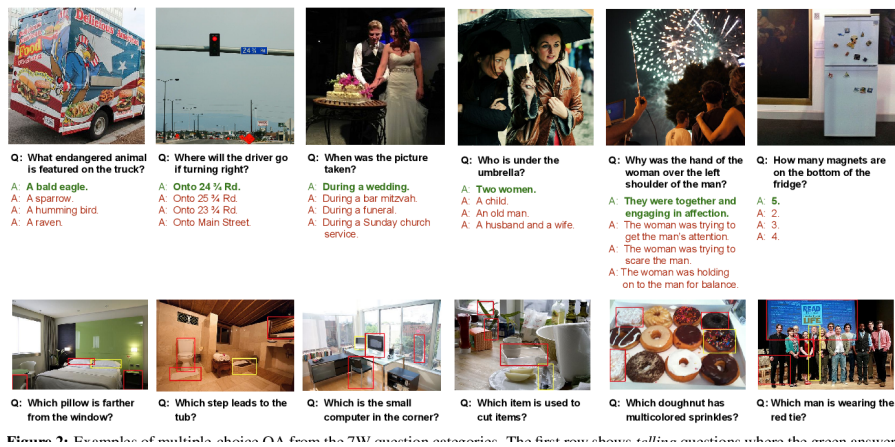 Delicious
Food
24 ¾ Rd
Q: What endangered animal
is featured on the truck?
A: A bald eagle.
A: A sparrow.
A: A humming bird.
A: A raven.
Q: Where will the driver go
if turning right?
A: Onto 24 ¾ Rd.
A: Onto 25 ¾ Rd.
A: Onto 23 ¾ Rd.
A: Onto Main Street.
Q: When was the picture
taken?
A: During a wedding.
A: During a bar mitzvah.
A: During a funeral.
A: During a Sunday church
service.
Q: Who is under the
umbrella?
A: Two women.
A: A child.
A: An old man.
A: A husband and a wife.
Q: Why was the hand of the
woman over the left
shoulder of the man?
A: They were together and
engaging in affection.
A: The woman was trying to
get the man's attention.
A: The woman was trying to
scare the man.
A: The woman was holding
on to the man for balance.
Q: How many magnets are
on the bottom of the
fridge?
A: 5.
A: 2.
A: 3.
A: 4.
READ
LIFE
Q: Which pillow is farther
from the window?
Q: Which step leads to the
tub?
Q: Which is the small
computer in the corner?
Q: Which item is used to
cut items?
Q: Which doughnut has
multicolored sprinkles?
Q: Which man is wearing the
red tie?
Figure 2: Examples of multiple-choice QA from the 7W question categories. The first row shows telling questions where the green answer